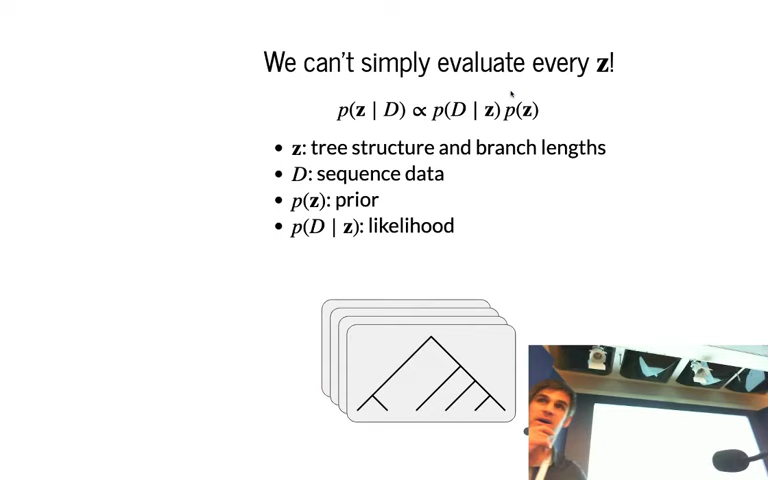 We can't simply evaluate every z!
p(z | D) ∝ p(D | z) p(z)
• z: tree structure and branch lengths
• D: sequence data
• p(z): prior
• p(D | z): likelihood